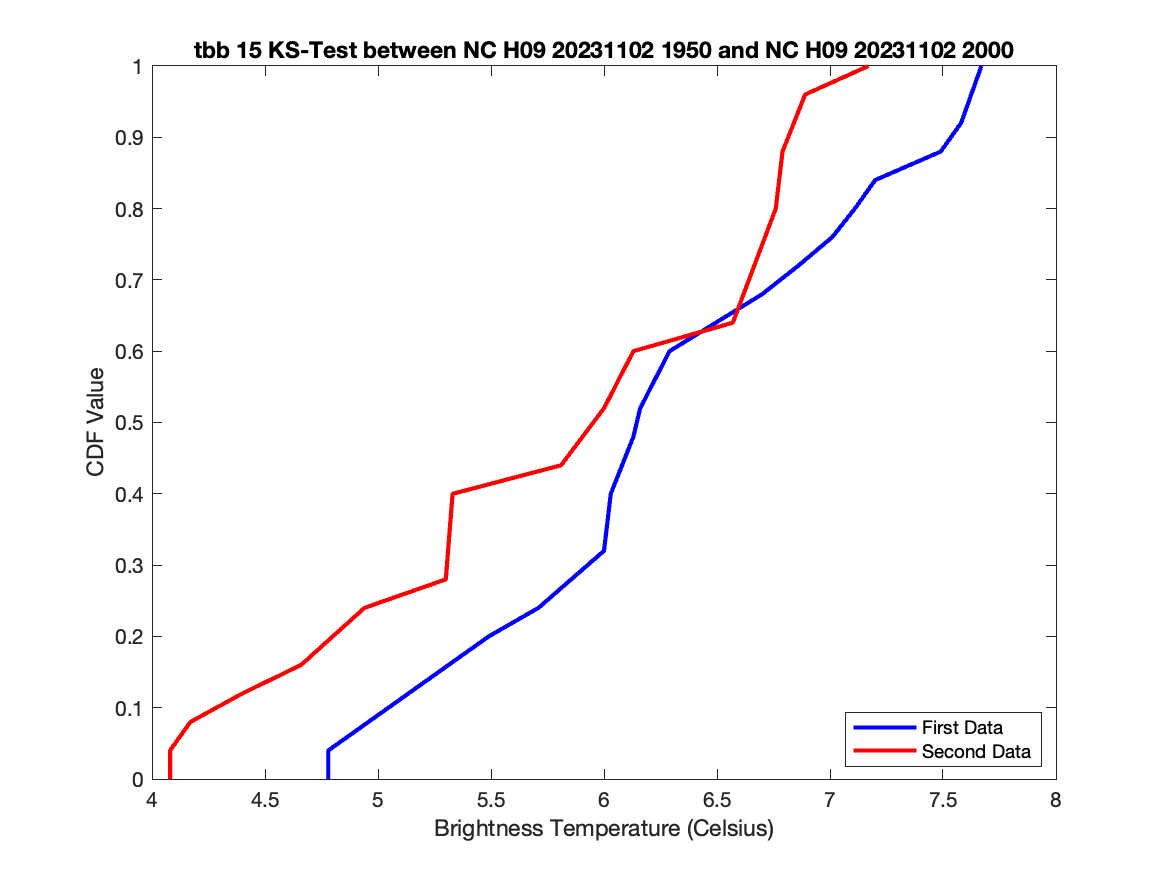 tbb 15 KS-Test between NC H09 20231102 1950 and NC H09 20231102 2000
1
0.9
0.8
0.7
0.6
0.5
0.4
0.3
0.2
0.1
0
CDF Value
First Data
Second Data
4 4.5 5 5.5 6 6.5 7 7.5 8
Brightness Temperature (Celsius)